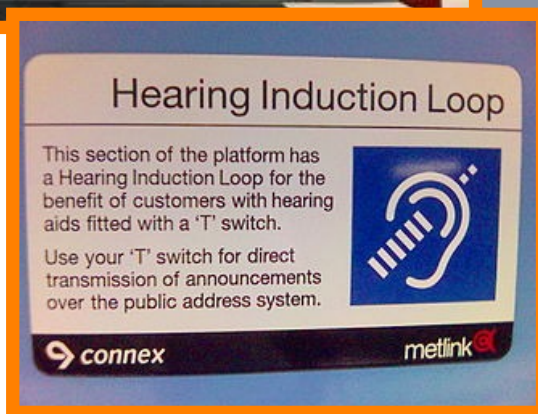 Hearing Induction Loop
This section of the platform has
a Hearing Induction Loop for the
benefit of customers with hearing
aids fitted with a 'T' switch.
Use your 'T' switch for direct
transmission of announcements
over the public address system.
connex
metlink